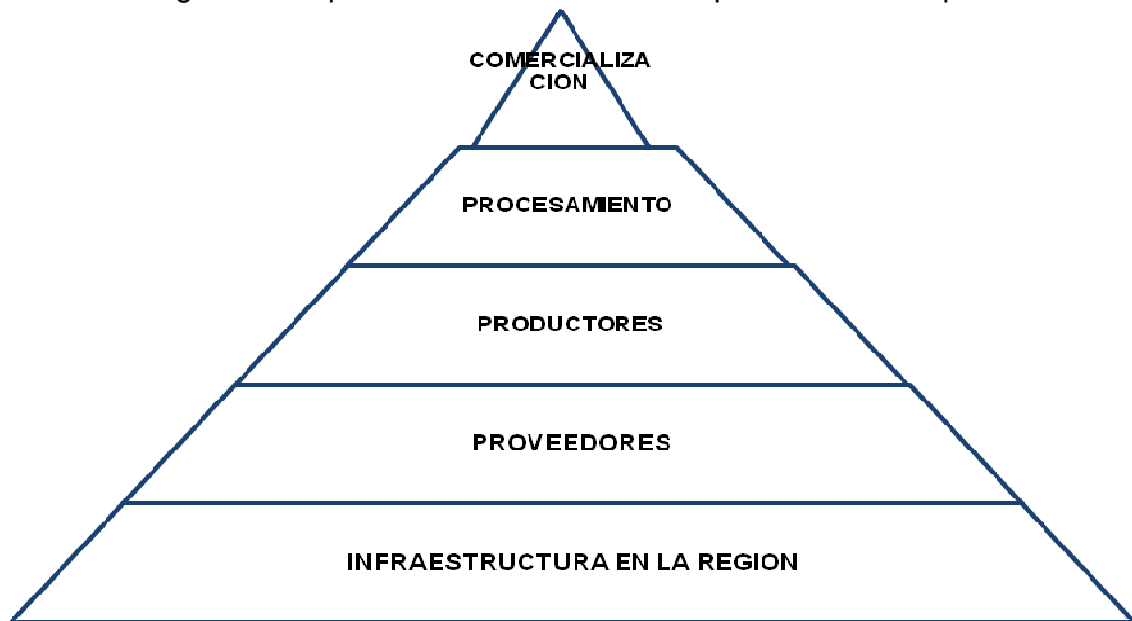 COMERCIALIZA
CION
PROCESAMIENTO
PRODUCTORES
PROVEEDORES
INFRAESTRUCTURA EN LA REGION